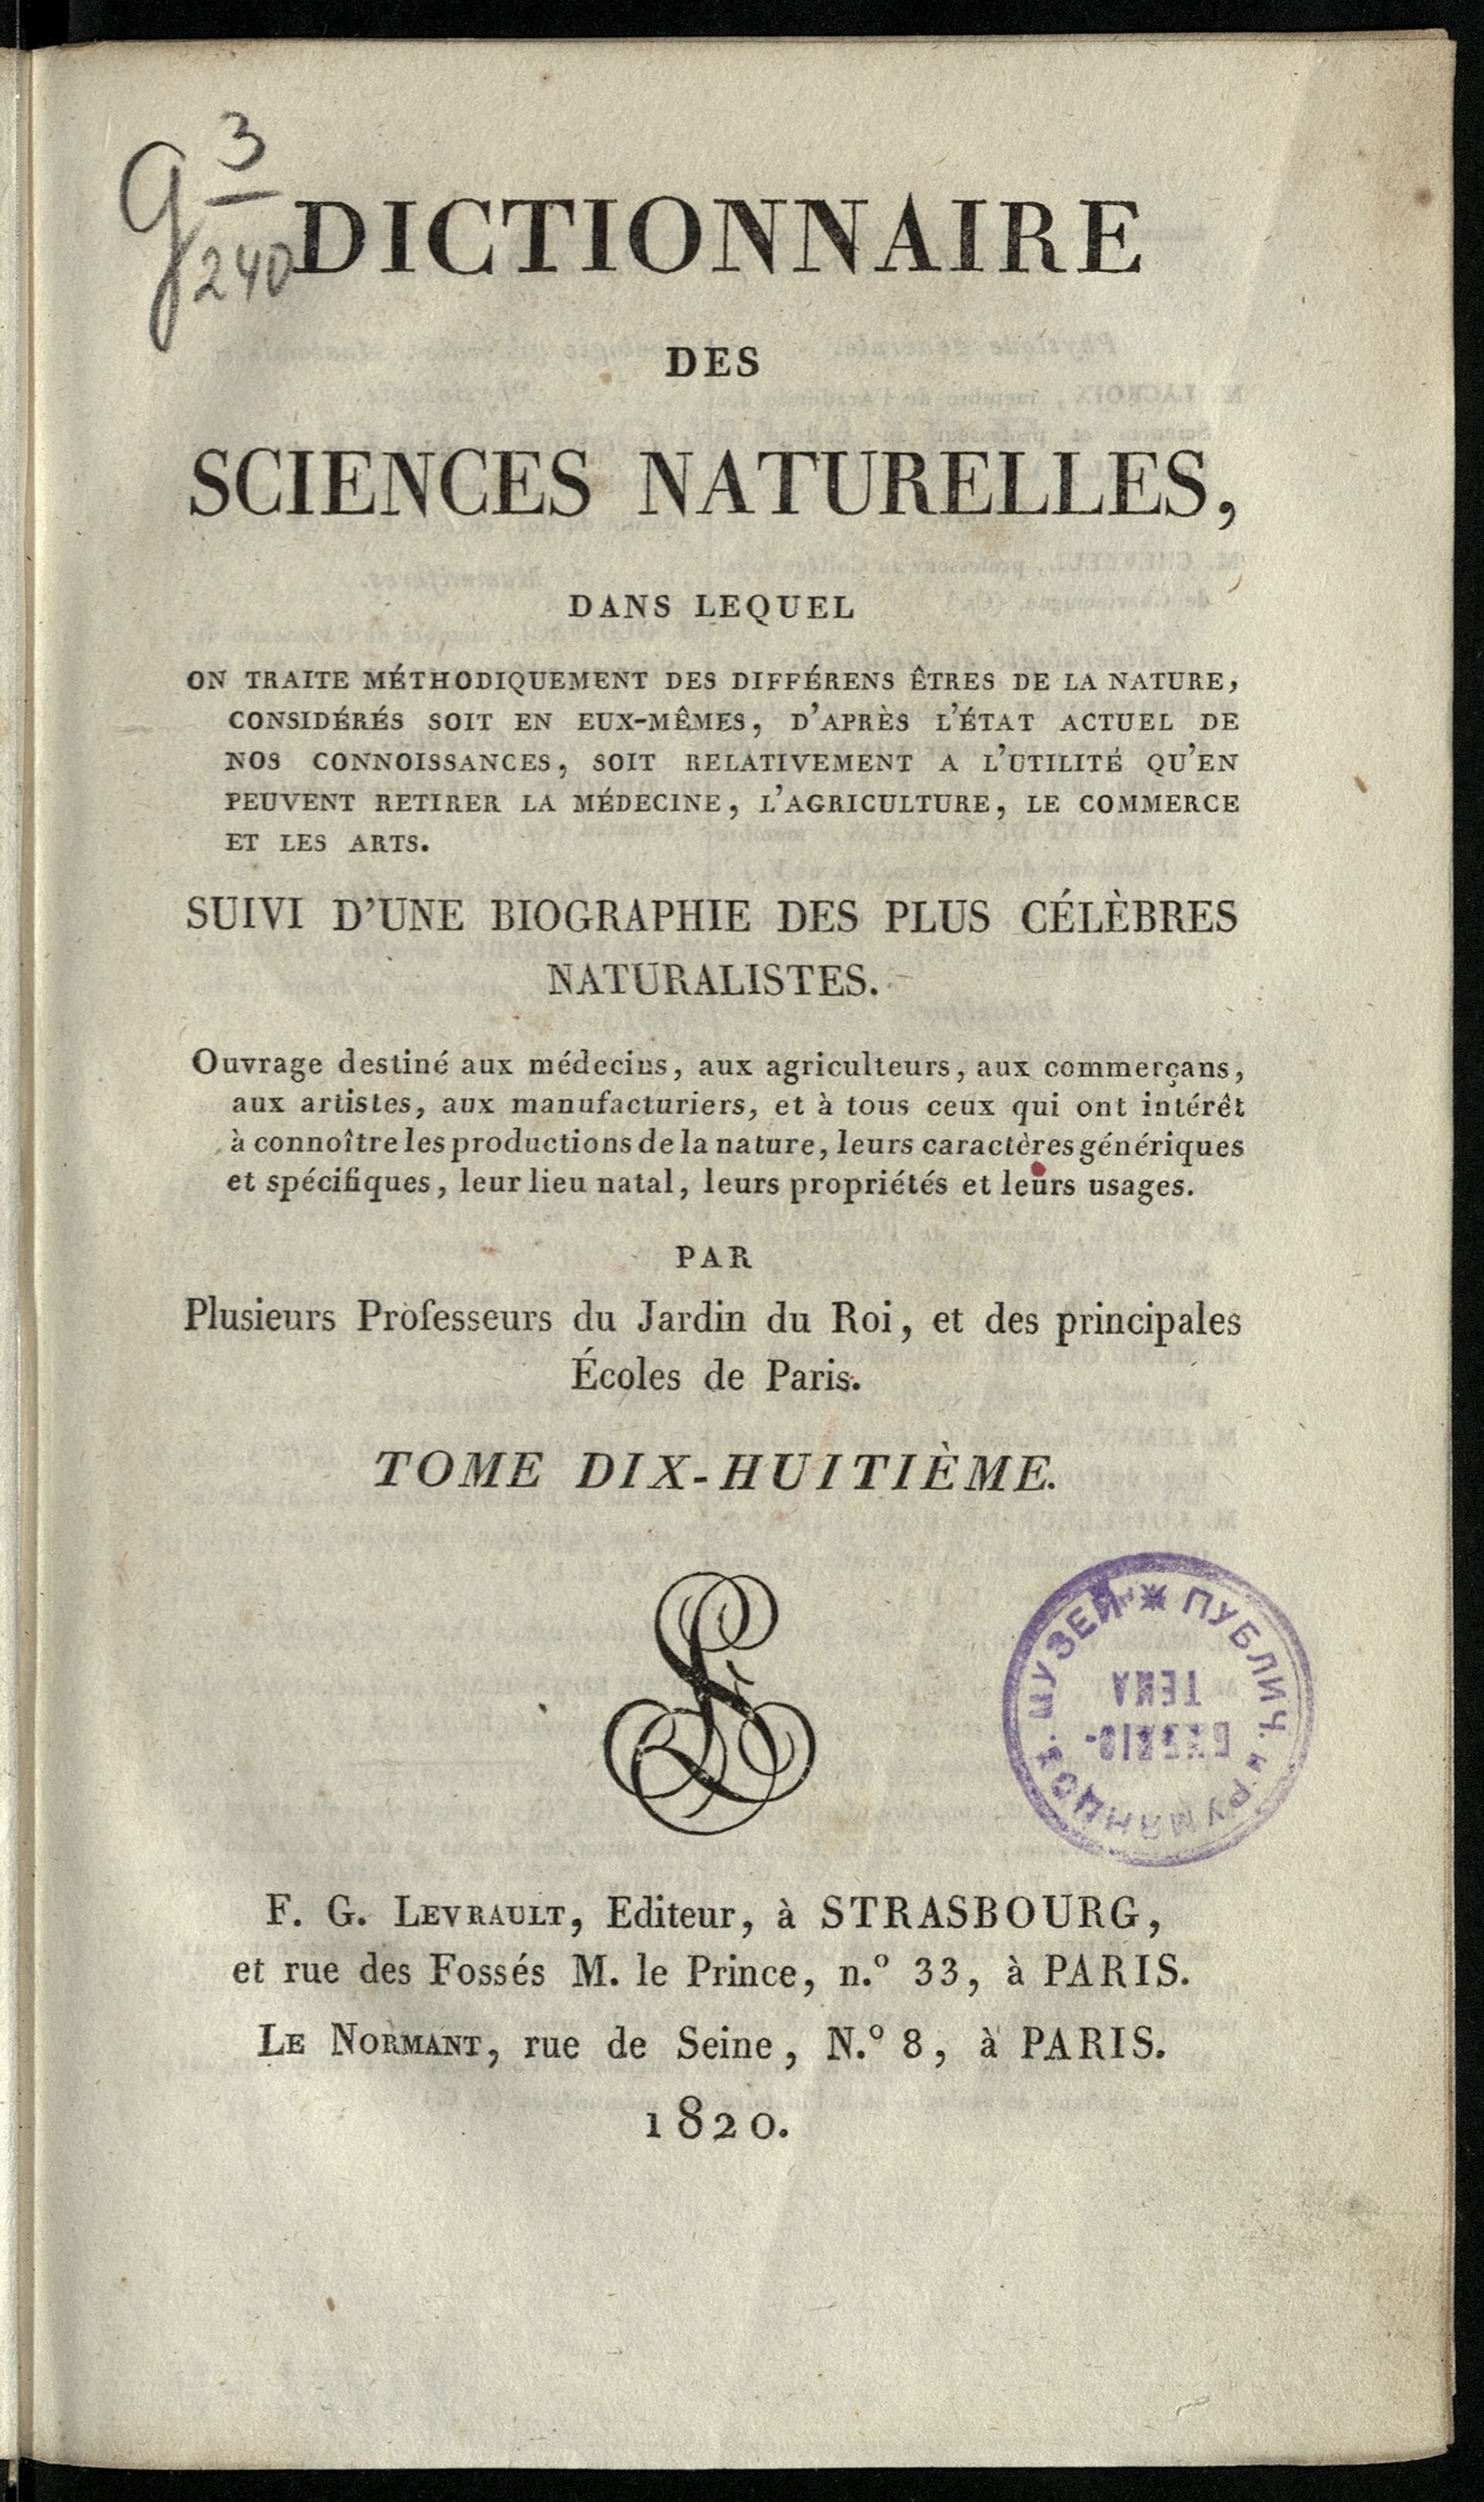 g 3
240
DICTIONNAIRE
DES
SCIENCES NATURELLES,
DANS LEQUEL
ON TRAITE MÉTHODIQUEMENT DES DIFFÉRENS ÊTRES DE LA NATURE,
CONSIDÉRÉS SOIT EN EUX-MÊMES, D'APRÈS L'ÉTAT ACTUEL DE
NOS CONNOISSANCES, SOIT RELATIVEMENT A L'UTILITÉ QU'EN
PEUVENT RETIRER LA MÉDECINE, L'AGRICULTURE, LE COMMERCE
ET LES ARTS.
SUIVI D'UNE BIOGRAPHIE DES PLUS CÉLÈBRES
NATURALISTES.
Ouvrage destiné aux médecins, aux agriculteurs, aux commerçans,
aux artistes, aux manufacturiers, et à tous ceux qui ont intérêt
à connoître les productions de la nature, leurs caractères génériques
et spécifiques, leur lieu natal, leurs propriétés et leurs usages.
PAR
Plusieurs Professeurs du Jardin du Roi, et des principales
Écoles de Paris.
TOME DIX-HUITIÈME.
ПУБЛИЧ. и РУМЯНЦОВ. МУЗЕЙ
F. G. LEVRAULT, Editeur, à STRASBOURG,
et rue des Fossés M. le Prince, n.° 33, à PARIS.
LE NORMANT, rue de Seine, N.° 8, à PARIS.
1820.